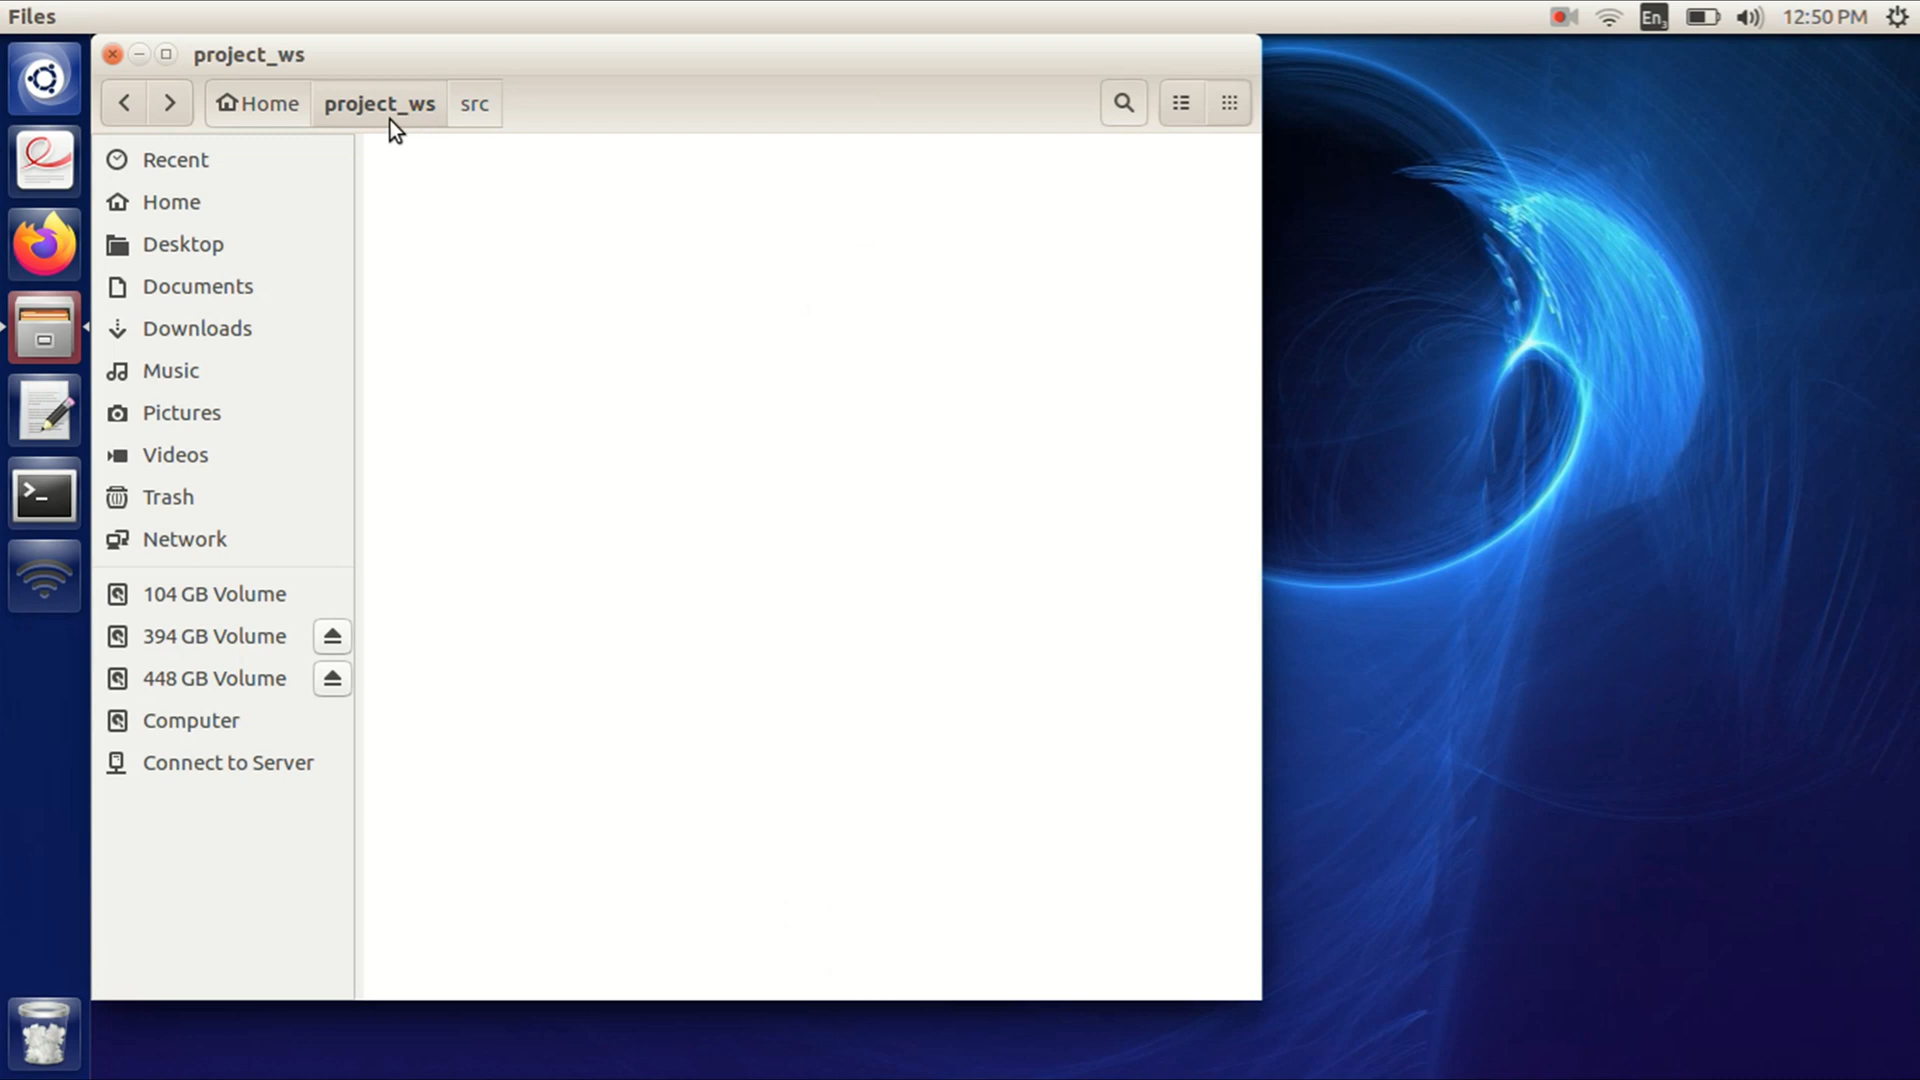 Files
En3
12:50 PM
project_ws
Home
project_ws
src
Recent
Home
Desktop
Documents
Downloads
Music
Pictures
Videos
Trash
Network
104 GB Volume
394 GB Volume
448 GB Volume
Computer
Connect to Server